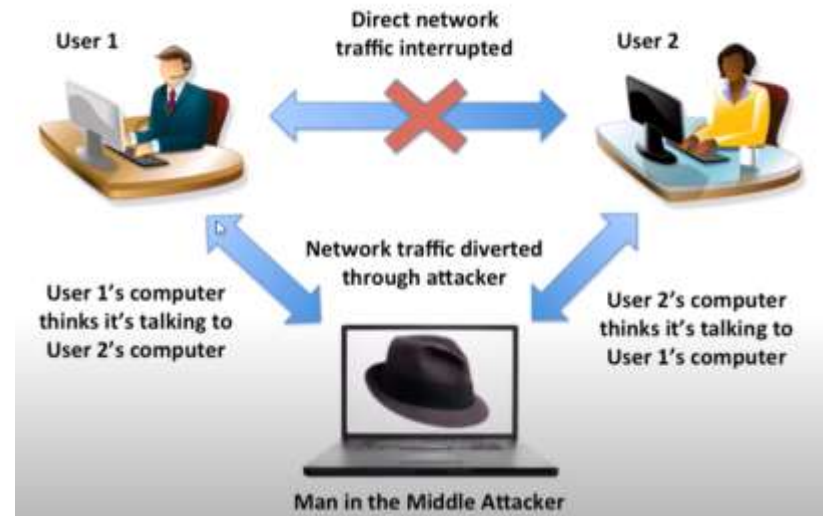 Direct network
traffic interrupted
User 1
User 2
Network traffic diverted
through attacker
User 1's computer
thinks it's talking to
User 2's computer
User 2's computer
thinks it's talking to
User 1's computer
Man in the Middle Attacker